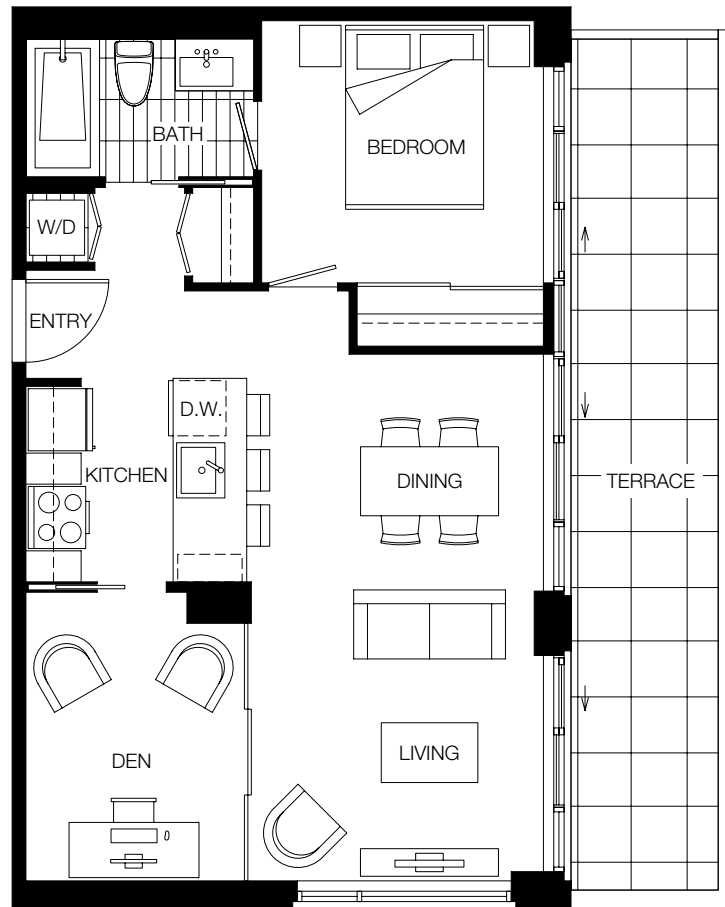 BATH
BEDROOM
W/D
ENTRY
D.W.
KITCHEN
DINING
TERRACE
LIVING
DEN